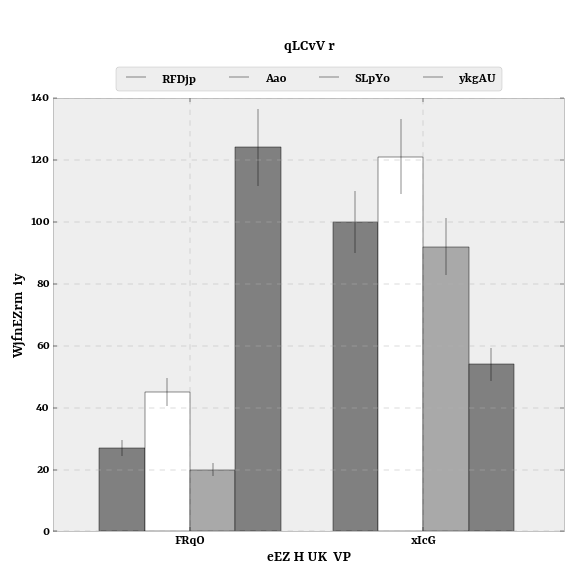 qLCvV r
RFDjp Aao SLpYo ykgAU
140
120
100
80
60
40
20
0
WjfnEZrm iy
FRqO xIcG
eEZ H UK VP